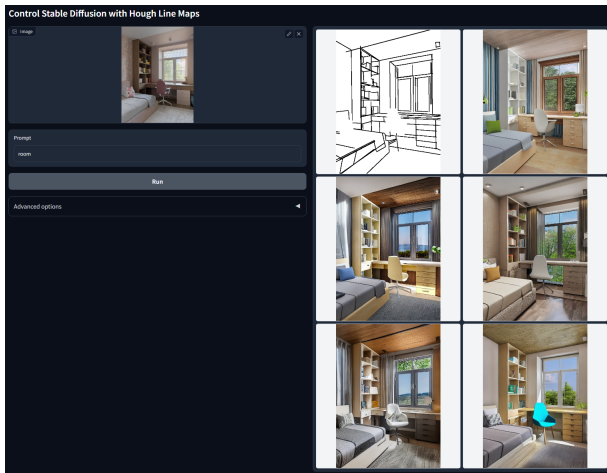 Control Stable Diffusion with Hough Line Maps
Image
Prompt
room
Run
Advanced options